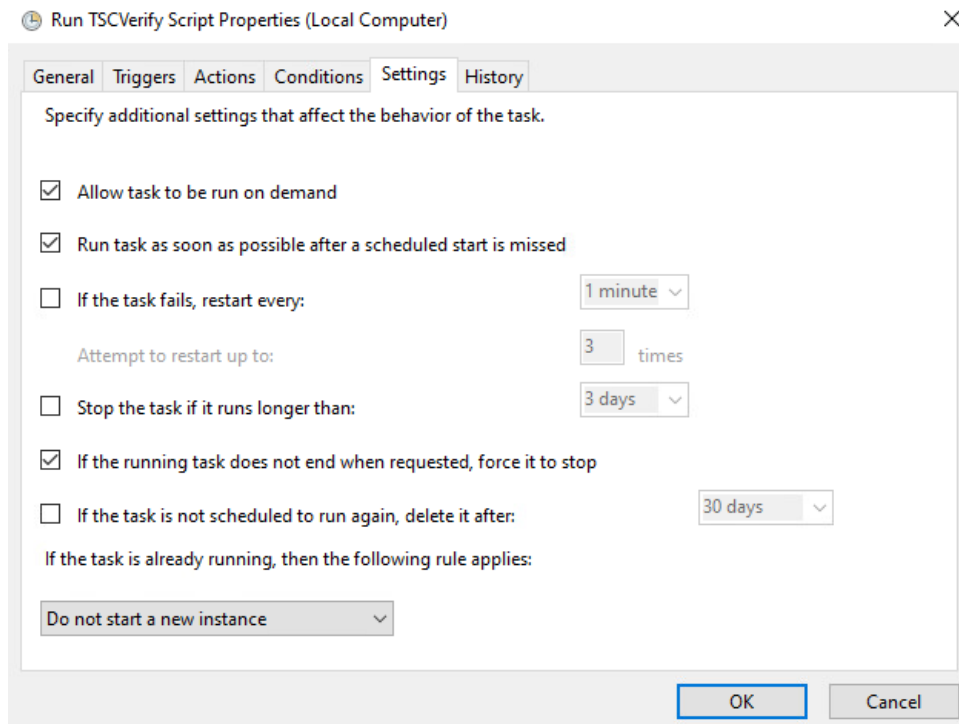 Run TSCVerify Script Properties (Local Computer)
General Triggers Actions Conditions Settings History
Specify additional settings that affect the behavior of the task.
Allow task to be run on demand
Run task as soon as possible after a scheduled start is missed
If the task fails, restart every: 1 minute
Attempt to restart up to: 3 times
Stop the task if it runs longer than: 3 days
If the running task does not end when requested, force it to stop
If the task is not scheduled to run again, delete it after: 30 days
If the task is already running, then the following rule applies:
Do not start a new instance
OK Cancel